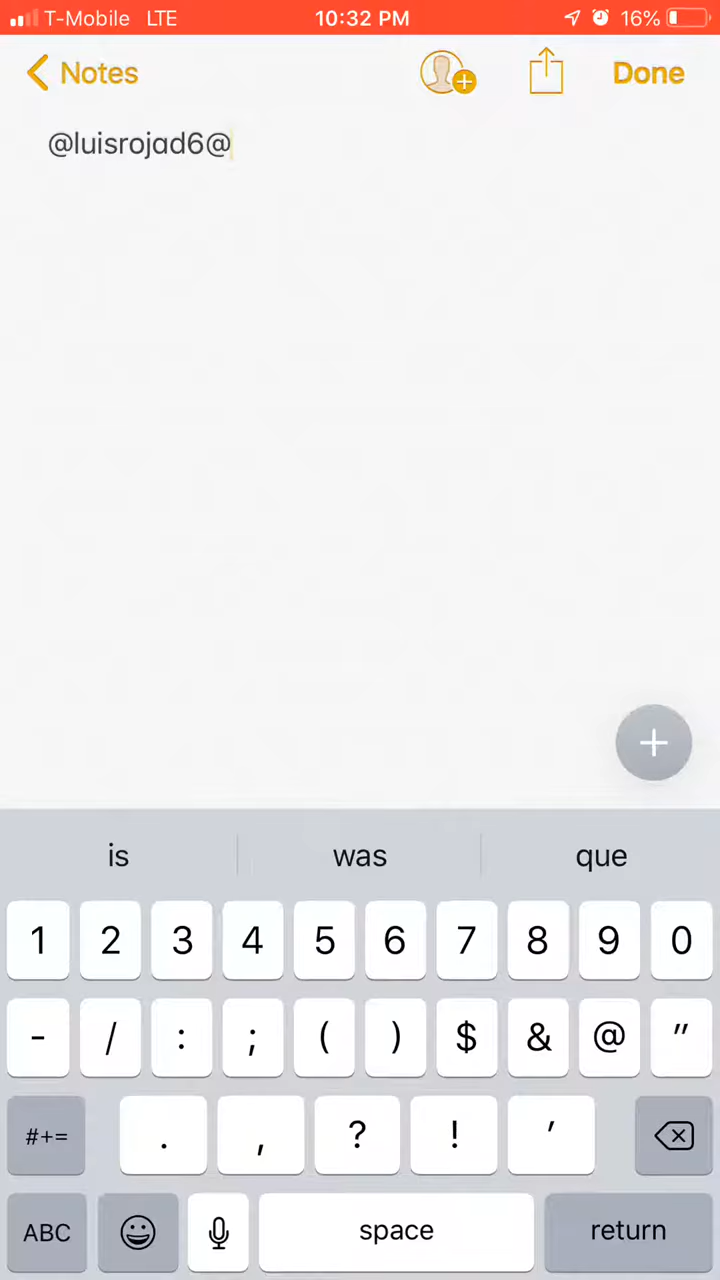 T-Mobile LTE 10:32 PM 16%
Notes Done
@luisrojad6@
+
is was que
1 2 3 4 5 6 7 8 9 0
- / : ; ( ) $ & @ "
#+= . , ? ! '
ABC space return